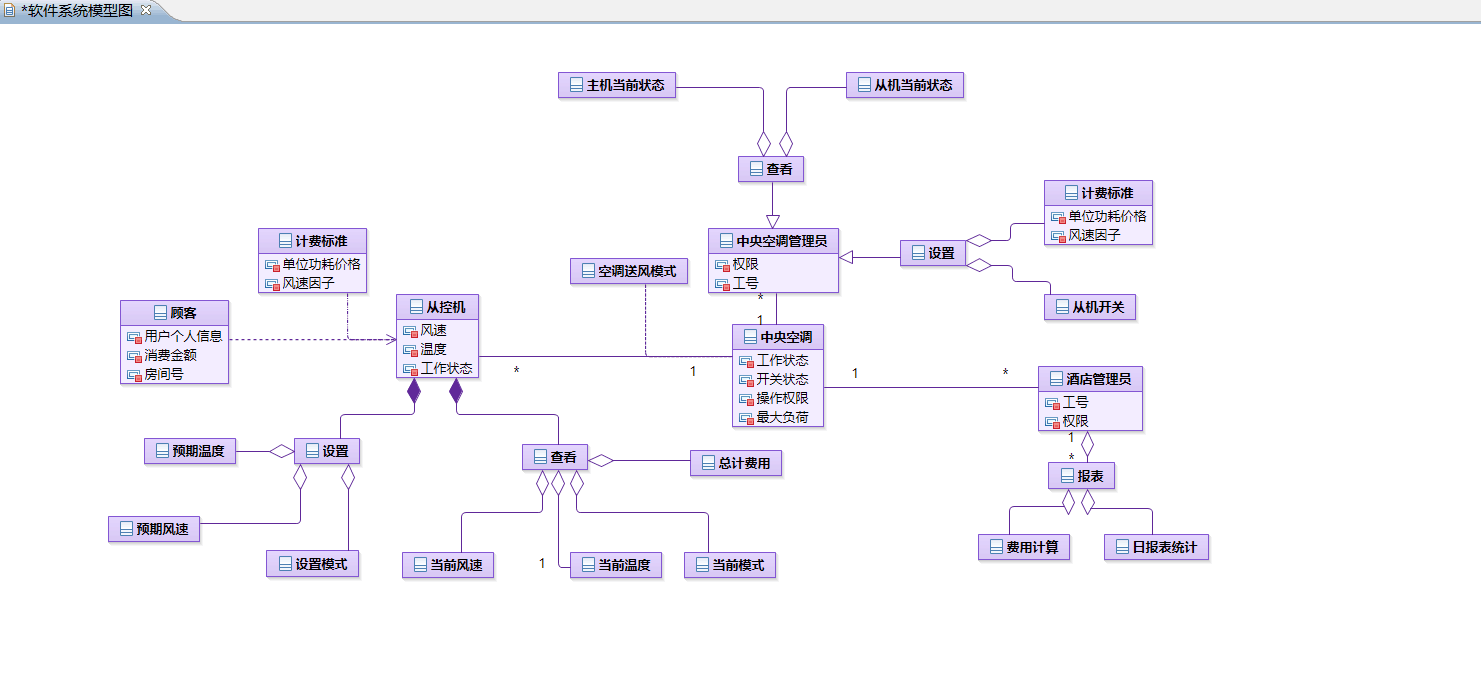 *软件系统模型图
主机当前状态
从机当前状态
查看
计费标准
单位功耗价格
风速因子
中央空调管理员
权限
工号
设置
从机开关
计费标准
单位功耗价格
风速因子
空调送风模式
*
1
顾客
用户个人信息
消费金额
房间号
从控机
风速
温度
工作状态
*
1
中央空调
工作状态
开关状态
操作权限
最大负荷
1
*
酒店管理员
工号
权限
1
*
报表
费用计算
日报表统计
预期温度
设置
预期风速
设置模式
查看
总计费用
当前风速
1
当前温度
当前模式